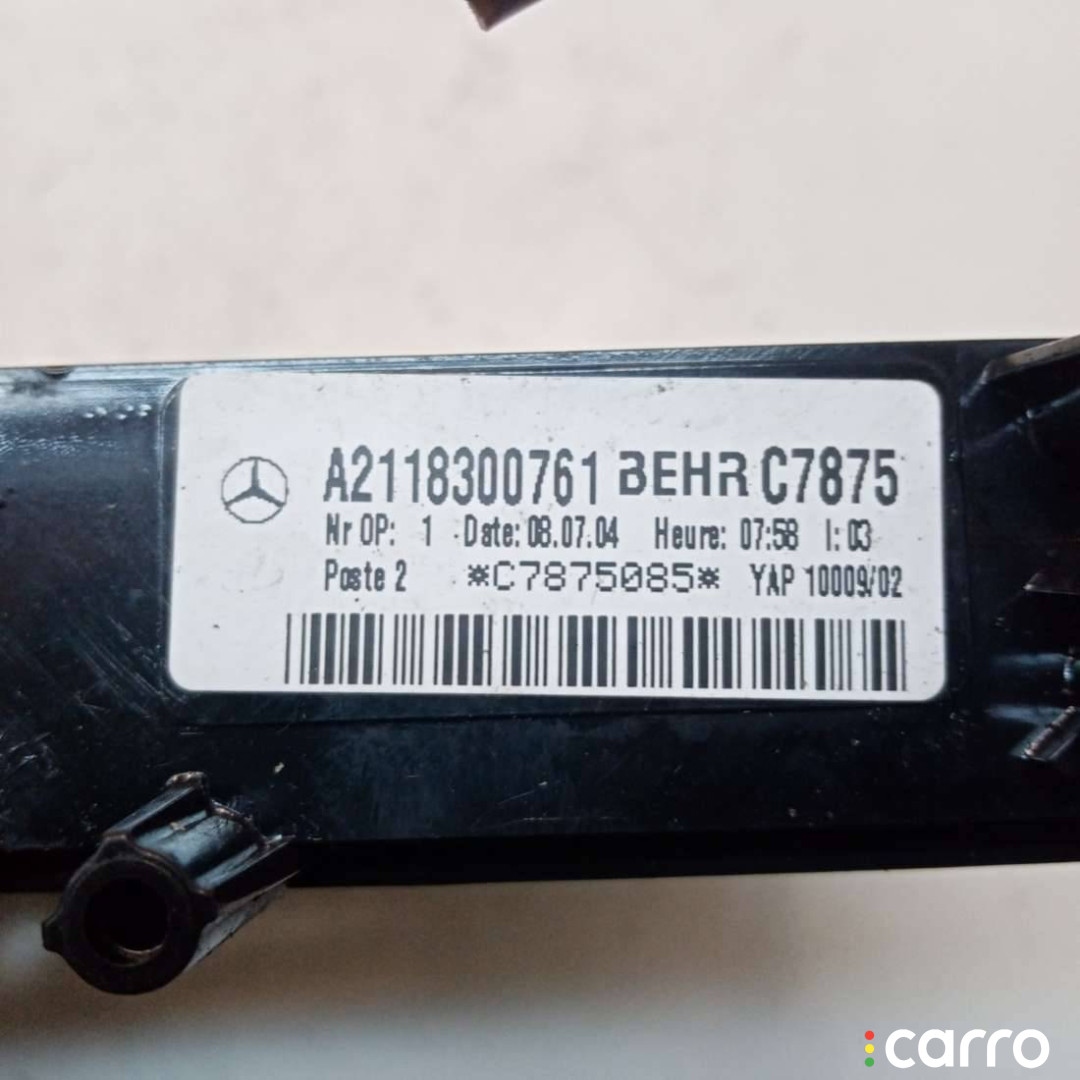 A2118300761 BEHR C7875
Nr OP: 1 Date: 08.07.04 Heure: 07:58 I: 03
Poste 2 *C7875085* YAP 10009/02
carro